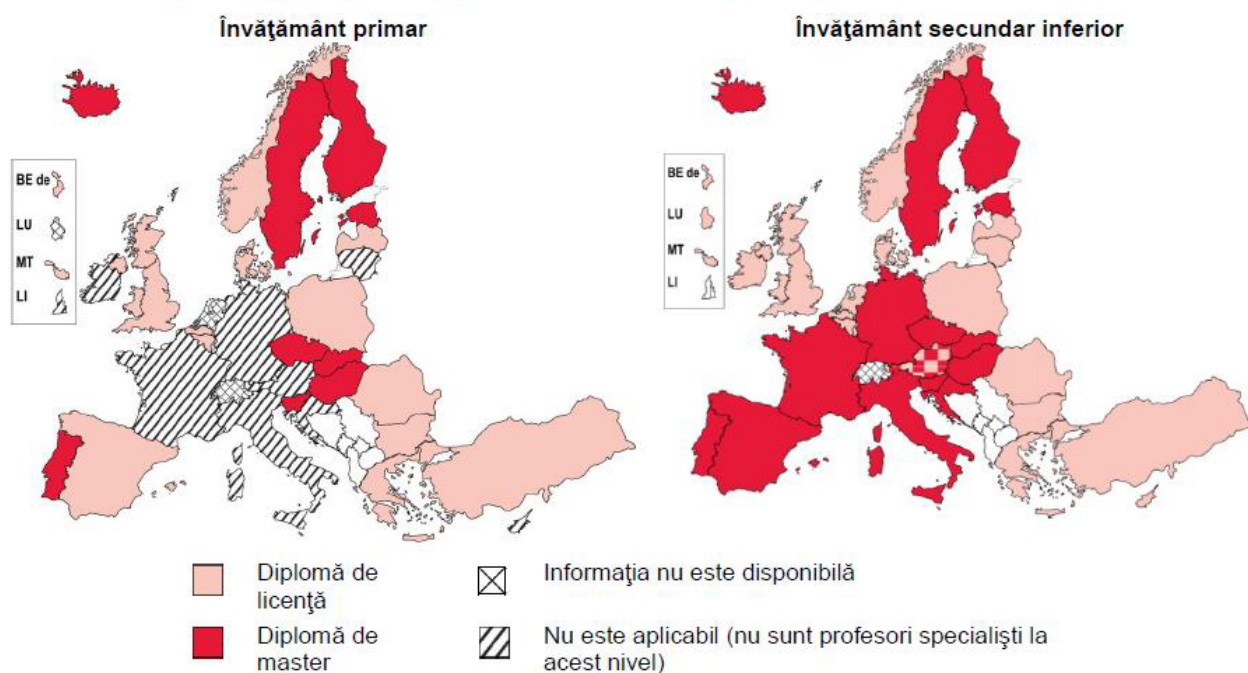 Învăţământ primar
Învăţământ secundar inferior
BE de
LU
MT
LI
BE de
LU
MT
LI
Diplomă de
licenţă
Informaţia nu este disponibilă
Diplomă de
master
Nu este aplicabil (nu sunt profesori specialişti la
acest nivel)